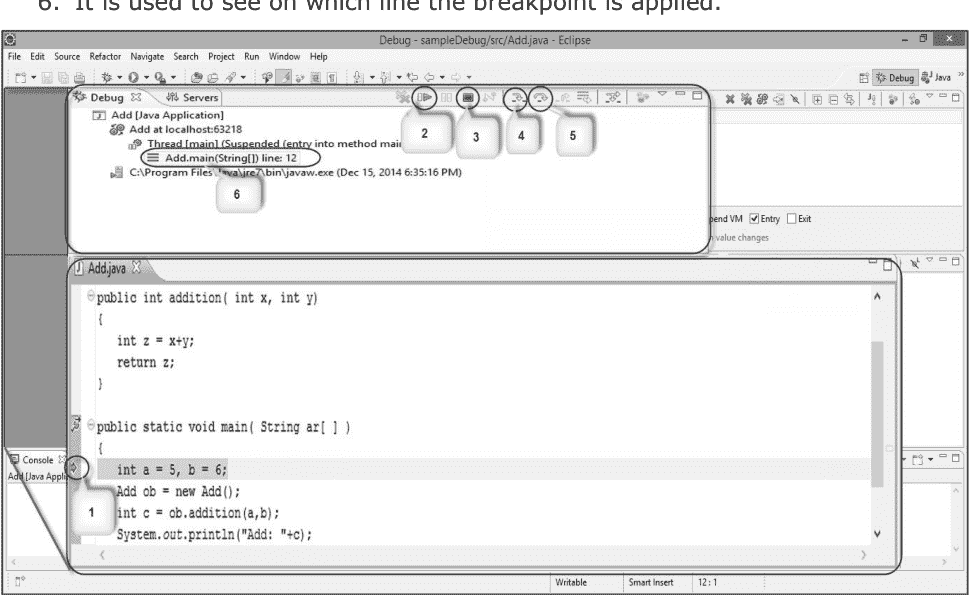 6. It is used to see on which line the breakpoint is applied.
Debug - sampleDebug/src/Add.java - Eclipse
File Edit Source Refactor Navigate Search Project Run Window Help
Debug Java
Debug Servers
Add [Java Application]
Add at localhost:63218
Thread [main] (Suspended (entry into method mai
Add.main(String[]) line: 12
C:\Program Files\Java\jre7\bin\javaw.exe (Dec 15, 2014 6:35:16 PM)
2
3
4
5
6
pend VM Entry Exit
value changes
Add.java
public int addition( int x, int y)
{
int z = x+y;
return z;
}
public static void main( String ar[ ] )
{
int a = 5, b = 6;
Add ob = new Add();
int c = ob.addition(a,b);
System.out.println("Add: "+c);
1
Console
Add [Java Appli
Writable Smart Insert 12 : 1